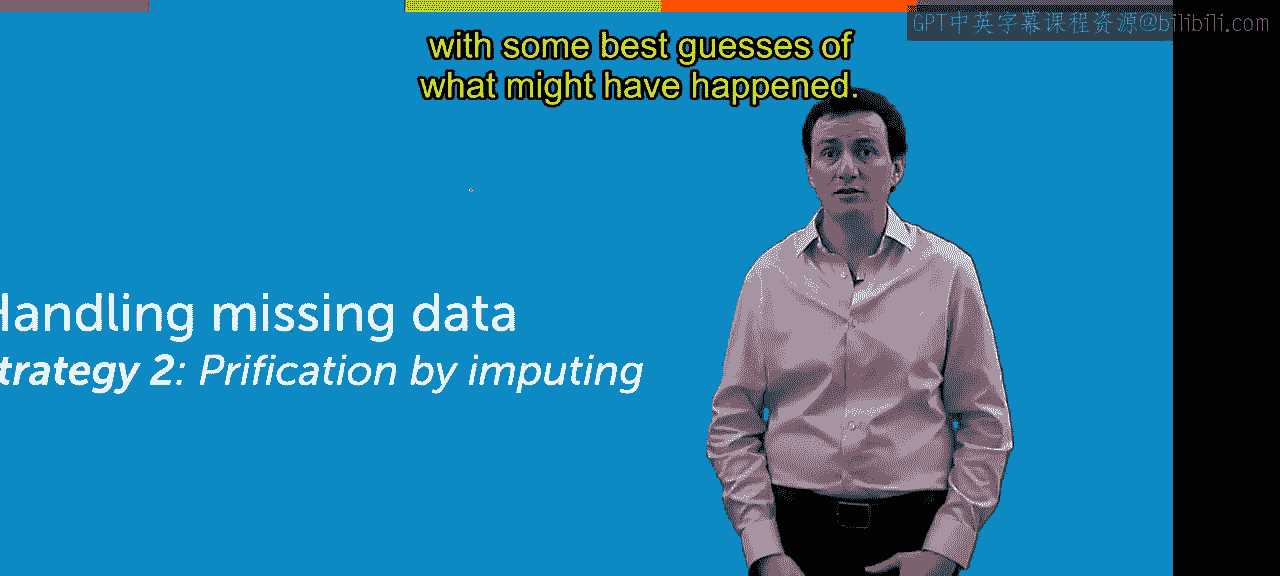 GPT中英字幕课程资源@bilibili.com
with some best guesses of
what might have happened.
Handling missing data
trategy 2: Prification by imputing